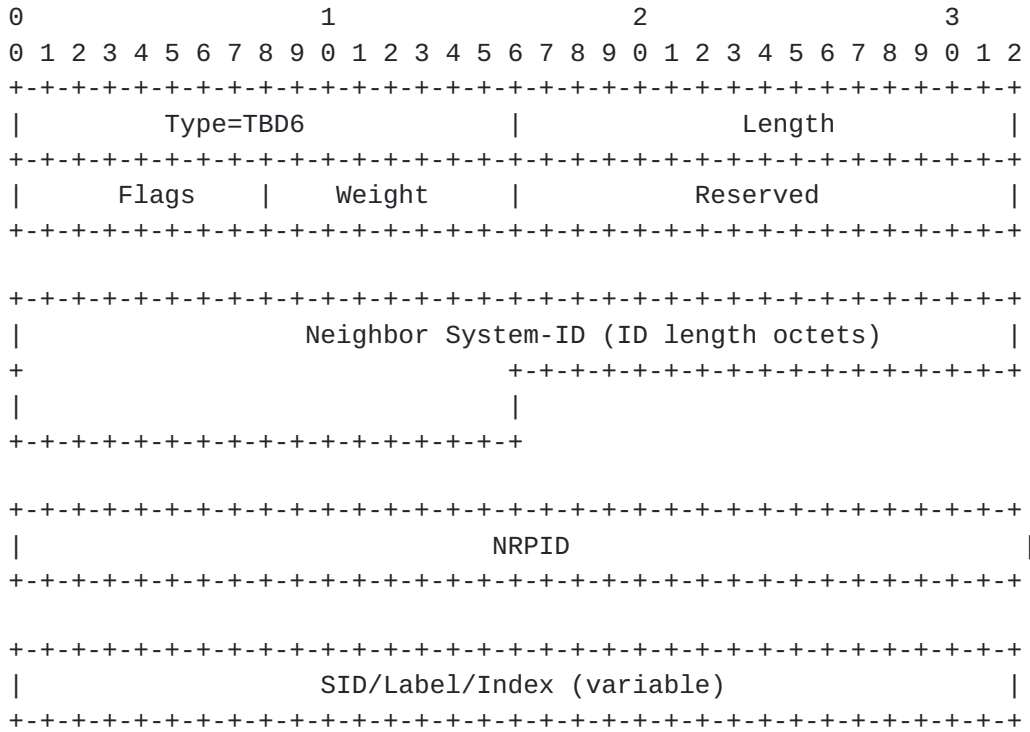 0                   1                   2                   3
0 1 2 3 4 5 6 7 8 9 0 1 2 3 4 5 6 7 8 9 0 1 2 3 4 5 6 7 8 9 0 1 2
+-+-+-+-+-+-+-+-+-+-+-+-+-+-+-+-+-+-+-+-+-+-+-+-+-+-+-+-+-+-+-+-+
|         Type=TBD6             |              Length           |
+-+-+-+-+-+-+-+-+-+-+-+-+-+-+-+-+-+-+-+-+-+-+-+-+-+-+-+-+-+-+-+-+
|      Flags    |    Weight     |           Reserved            |
+-+-+-+-+-+-+-+-+-+-+-+-+-+-+-+-+-+-+-+-+-+-+-+-+-+-+-+-+-+-+-+-+

+-+-+-+-+-+-+-+-+-+-+-+-+-+-+-+-+-+-+-+-+-+-+-+-+-+-+-+-+-+-+-+-+
|                  Neighbor System-ID (ID length octets)        |
+                               +-+-+-+-+-+-+-+-+-+-+-+-+-+-+-+-+
|                               |
+-+-+-+-+-+-+-+-+-+-+-+-+-+-+-+-+

+-+-+-+-+-+-+-+-+-+-+-+-+-+-+-+-+-+-+-+-+-+-+-+-+-+-+-+-+-+-+-+-+
|                              NRPID                             |
+-+-+-+-+-+-+-+-+-+-+-+-+-+-+-+-+-+-+-+-+-+-+-+-+-+-+-+-+-+-+-+-+

+-+-+-+-+-+-+-+-+-+-+-+-+-+-+-+-+-+-+-+-+-+-+-+-+-+-+-+-+-+-+-+-+
|                   SID/Label/Index (variable)                  |
+-+-+-+-+-+-+-+-+-+-+-+-+-+-+-+-+-+-+-+-+-+-+-+-+-+-+-+-+-+-+-+-+